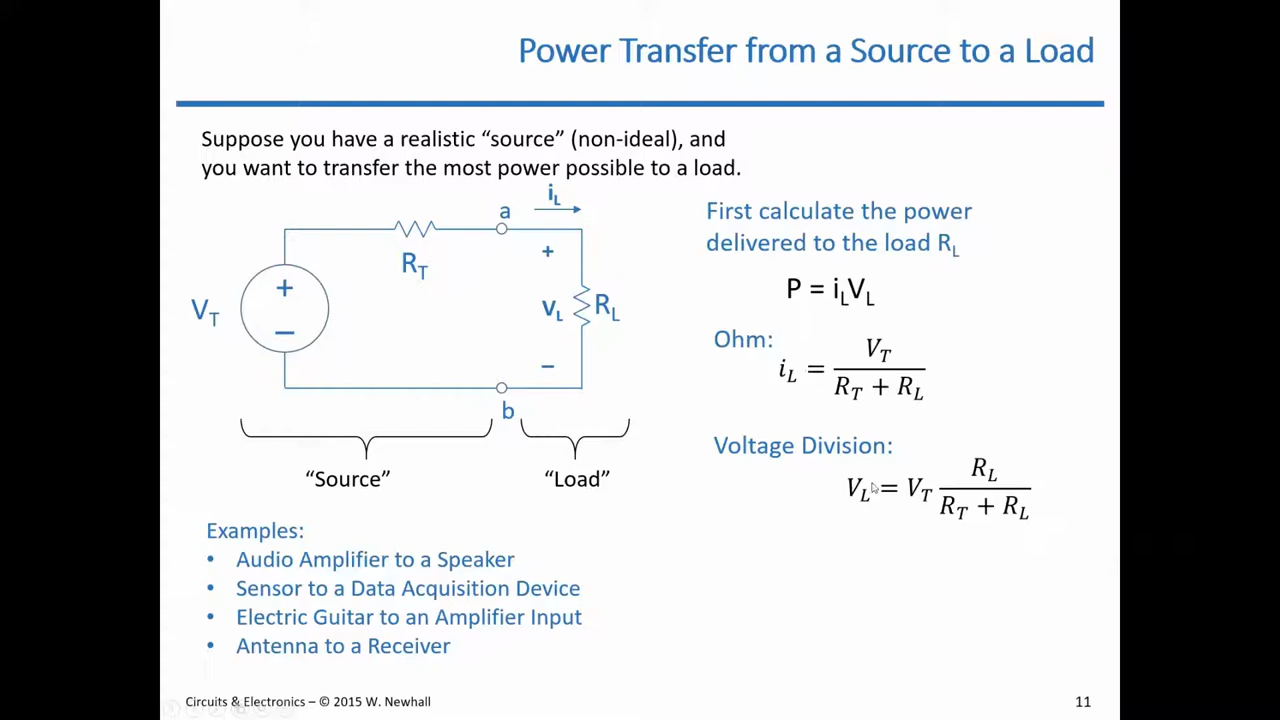 Power Transfer from a Source to a Load
Suppose you have a realistic “source” (non-ideal), and
you want to transfer the most power possible to a load.
iL
a
RT
+
+
−
VT
VL
RL
−
b
“Source”
“Load”
Examples:
• Audio Amplifier to a Speaker
• Sensor to a Data Acquisition Device
• Electric Guitar to an Amplifier Input
• Antenna to a Receiver
First calculate the power
delivered to the load RL
P = iLVL
Ohm:
iL = VT / (RT + RL)
Voltage Division:
VL = VT RL / (RT + RL)
Circuits & Electronics – © 2015 W. Newhall
11